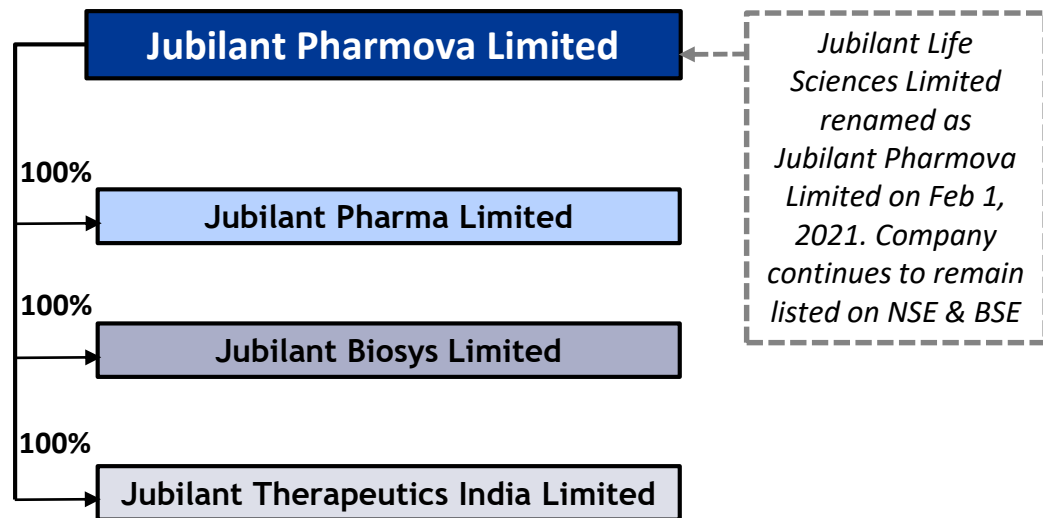 Jubilant Pharmova Limited
Jubilant Life
Sciences Limited
renamed as
Jubilant Pharmova
Limited on Feb 1,
2021. Company
continues to remain
listed on NSE & BSE
100%
Jubilant Pharma Limited
100%
Jubilant Biosys Limited
100%
Jubilant Therapeutics India Limited